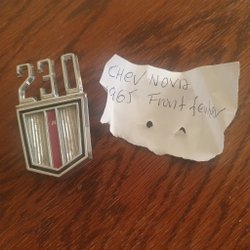 230
CHEV NOVA
1965 Front fender